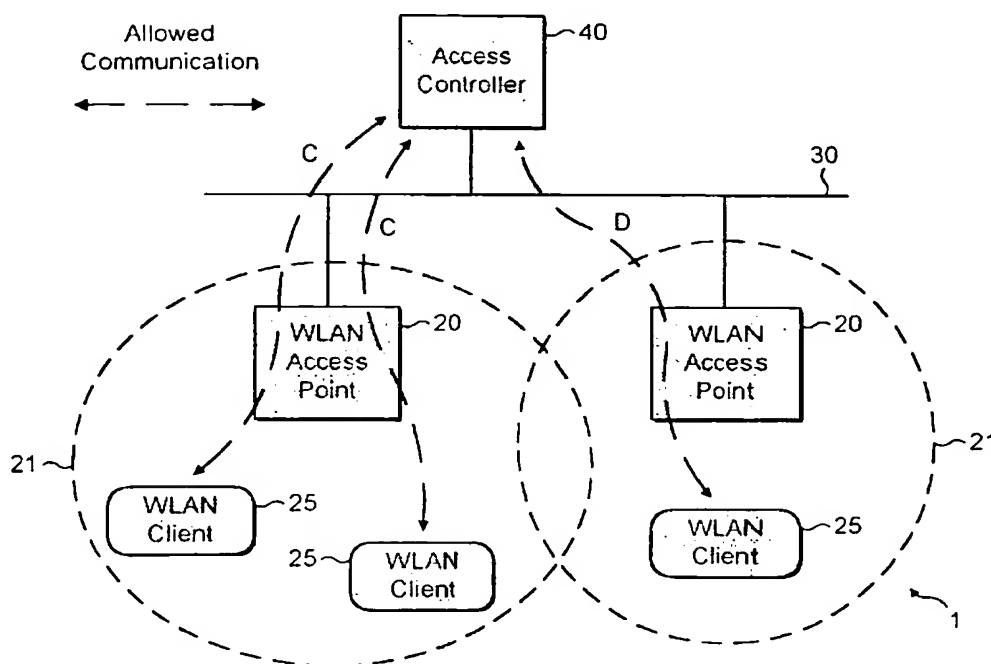 Allowed
Communication
Access
Controller
40
C
C
D
30
WLAN
Access
Point
20
WLAN
Access
Point
20
21
21
WLAN
Client
25
WLAN
Client
25
WLAN
Client
25
1